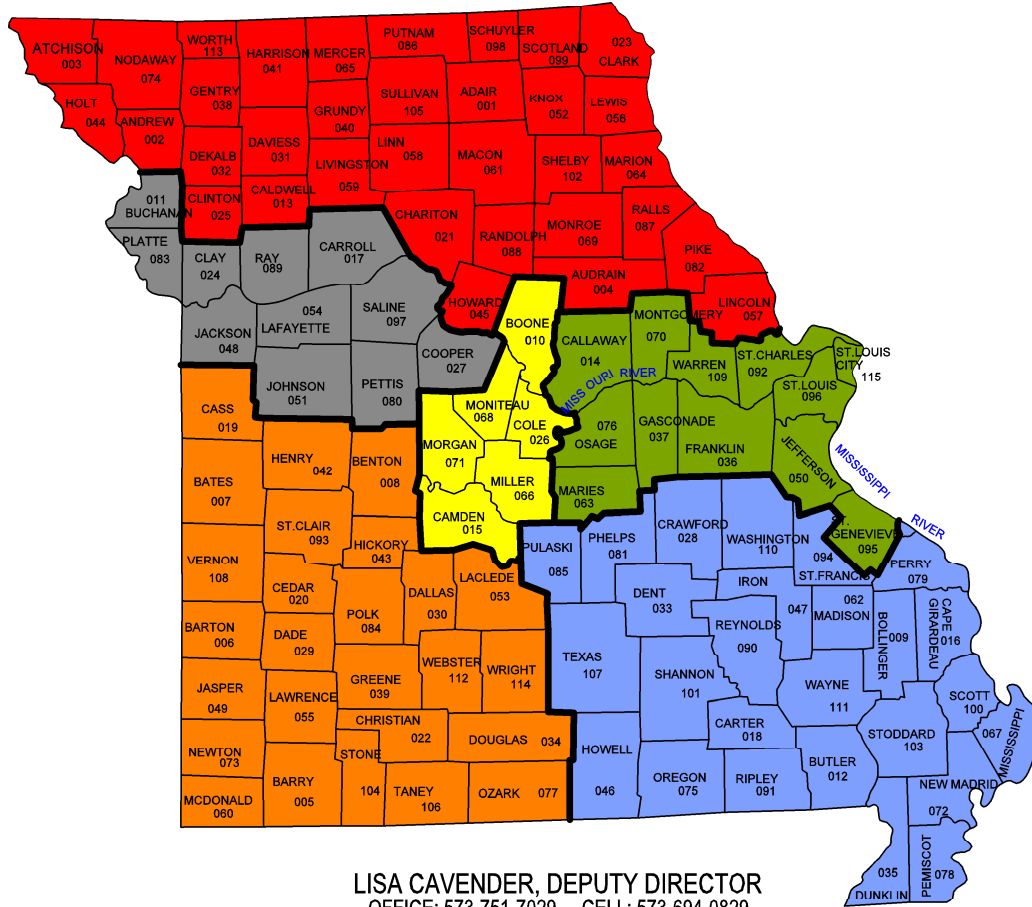 ATCHISON
003
NODAWAY
074
WORTH
113
HARRISON
041
MERCER
065
PUTNAM
086
SCHUYLER
098
SCOTLAND
099
023
CLARK
HOLT
044
ANDREW
002
GENTRY
038
GRUNDY
040
SULLIVAN
105
ADAIR
001
KNOX
052
LEWIS
056
DEKALB
032
DAVIESS
031
LIVINGSTON
059
LINN
058
MACON
061
SHELBY
102
MARION
064
CLINTON
025
CALDWELL
013
CHARITON
021
RANDOLPH
088
MONROE
069
RALLS
087
PIKE
082
AUDRAIN
004
LINCOLN
057
HOWARD
045
011
BUCHANAN
PLATTE
083
CLAY
024
RAY
089
CARROLL
017
JACKSON
048
054
LAFAYETTE
SALINE
097
COOPER
027
JOHNSON
051
PETTIS
080
BOONE
010
MONITEAU
068
COLE
026
MORGAN
071
MILLER
066
CAMDEN
015
CALLAWAY
014
MONTGOMERY
070
WARREN
109
ST.CHARLES
092
ST.LOUIS
CITY
115
ST.LOUIS
096
MISS OURI RIVER
076
OSAGE
GASCONADE
037
FRANKLIN
036
JEFFERSON
050
MARIES
063
ST.
GENEVIEVE
095
MISSISSIPPI
RIVER
CASS
019
BATES
007
HENRY
042
BENTON
008
ST.CLAIR
093
HICKORY
043
VERNON
108
CEDAR
020
POLK
084
DALLAS
030
LACLEDE
053
BARTON
006
DADE
029
GREENE
039
WEBSTER
112
WRIGHT
114
JASPER
049
LAWRENCE
055
CHRISTIAN
022
DOUGLAS 034
NEWTON
073
STONE
104
BARRY
005
TANEY
106
OZARK 077
MCDONALD
060
PULASKI
085
PHELPS
081
CRAWFORD
028
WASHINGTON
110
094
ST.FRANCIS
PERRY
079
DENT
033
IRON
047
062
MADISON
BOLLINGER
009
CAPE
GIRARDEAU
016
TEXAS
107
SHANNON
101
REYNOLDS
090
WAYNE
111
SCOTT
100
067
MISSISSIPPI
CARTER
018
STODDARD
103
HOWELL
046
OREGON
075
RIPLEY
091
BUTLER
012
NEW MADRID
072
035
DUNKLIN
PEMISCOT
078
LISA CAVENDER, DEPUTY DIRECTOR
OFFICE: 573-751-7029 CELL: 573-694-0829